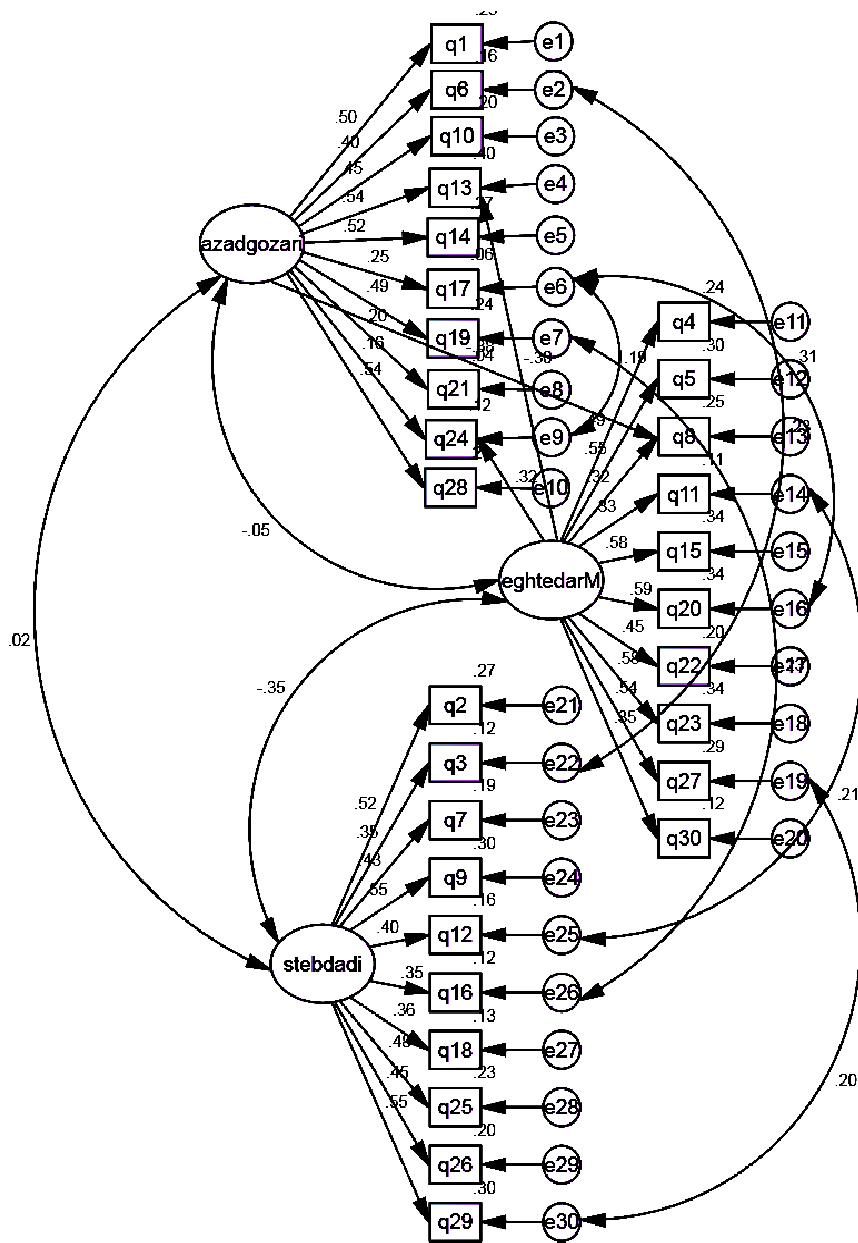 q1
e1
.16
q6
e2
.20
q10
e3
.40
q13
e4
q14
e5
.06
q17
e6
.24
q19
e7
.04
q21
e8
.12
q24
e9
q28
e10
.50
.40
.45
.54
.52
.25
.49
.20
.16
.54
azadgozari
-.05
.02
-.35
.24
q4
e11
.30
q5
e12
.31
.25
q8
e13
.11
q11
e14
.34
q15
e15
.34
q20
e16
.20
q22
e17
.34
q23
e18
.29
q27
e19
.12
q30
e20
.21
.20
.55
.32
.33
.32
.58
.59
.45
.58
.54
.35
eghtedarM
.27
q2
e21
.12
q3
e22
.19
q7
e23
.30
q9
e24
.16
q12
e25
.12
q16
e26
.13
q18
e27
.23
q25
e28
.20
q26
e29
.30
q29
e30
.52
.35
.43
.55
.40
.35
.36
.48
.45
.55
stebdadi